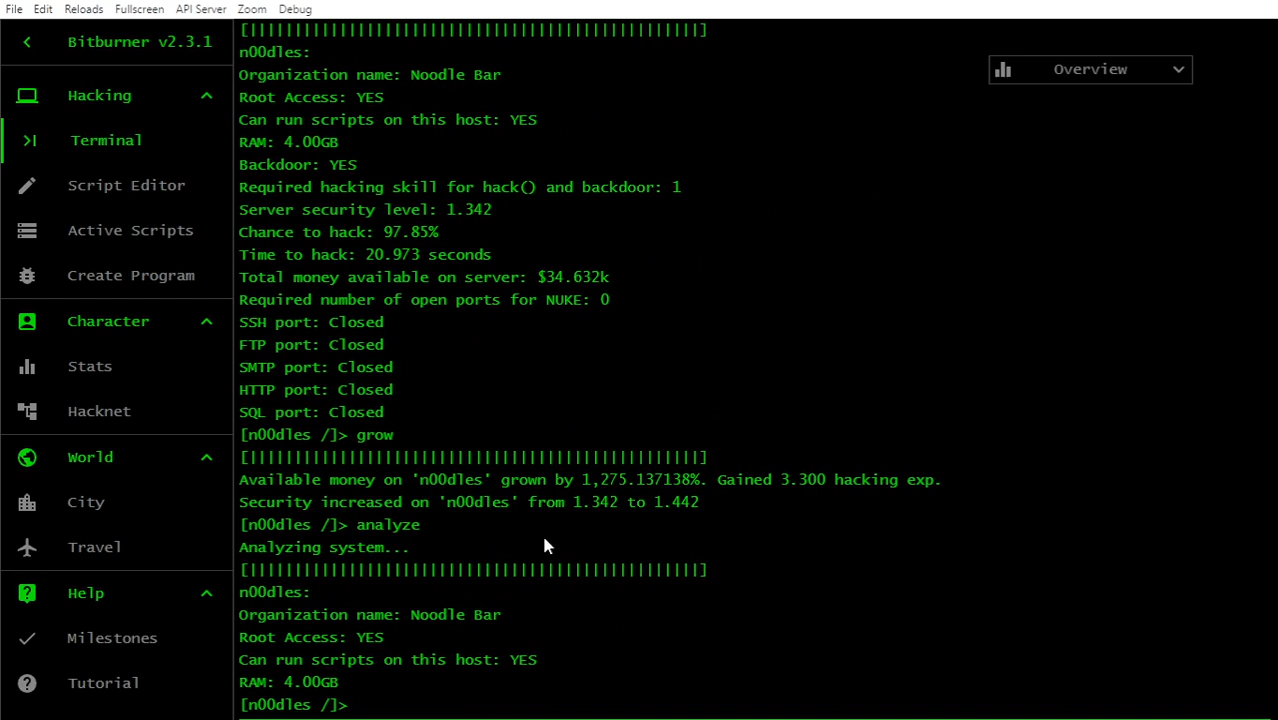 File Edit Reloads Fullscreen API Server Zoom Debug
Bitburner v2.3.1
Hacking
Terminal
Script Editor
Active Scripts
Create Program
Character
Stats
Hacknet
World
City
Travel
Help
Milestones
Tutorial
[||||||||||||||||||||||||||||||||||||||||||||||||||]
n00dles:
Organization name: Noodle Bar
Root Access: YES
Can run scripts on this host: YES
RAM: 4.00GB
Backdoor: YES
Required hacking skill for hack() and backdoor: 1
Server security level: 1.342
Chance to hack: 97.85%
Time to hack: 20.973 seconds
Total money available on server: $34.632k
Required number of open ports for NUKE: 0
SSH port: Closed
FTP port: Closed
SMTP port: Closed
HTTP port: Closed
SQL port: Closed
[n00dles /]> grow
[||||||||||||||||||||||||||||||||||||||||||||||||||]
Available money on 'n00dles' grown by 1,275.137138%. Gained 3.300 hacking exp.
Security increased on 'n00dles' from 1.342 to 1.442
[n00dles /]> analyze
Analyzing system...
[||||||||||||||||||||||||||||||||||||||||||||||||||]
n00dles:
Organization name: Noodle Bar
Root Access: YES
Can run scripts on this host: YES
RAM: 4.00GB
[n00dles /]>
Overview